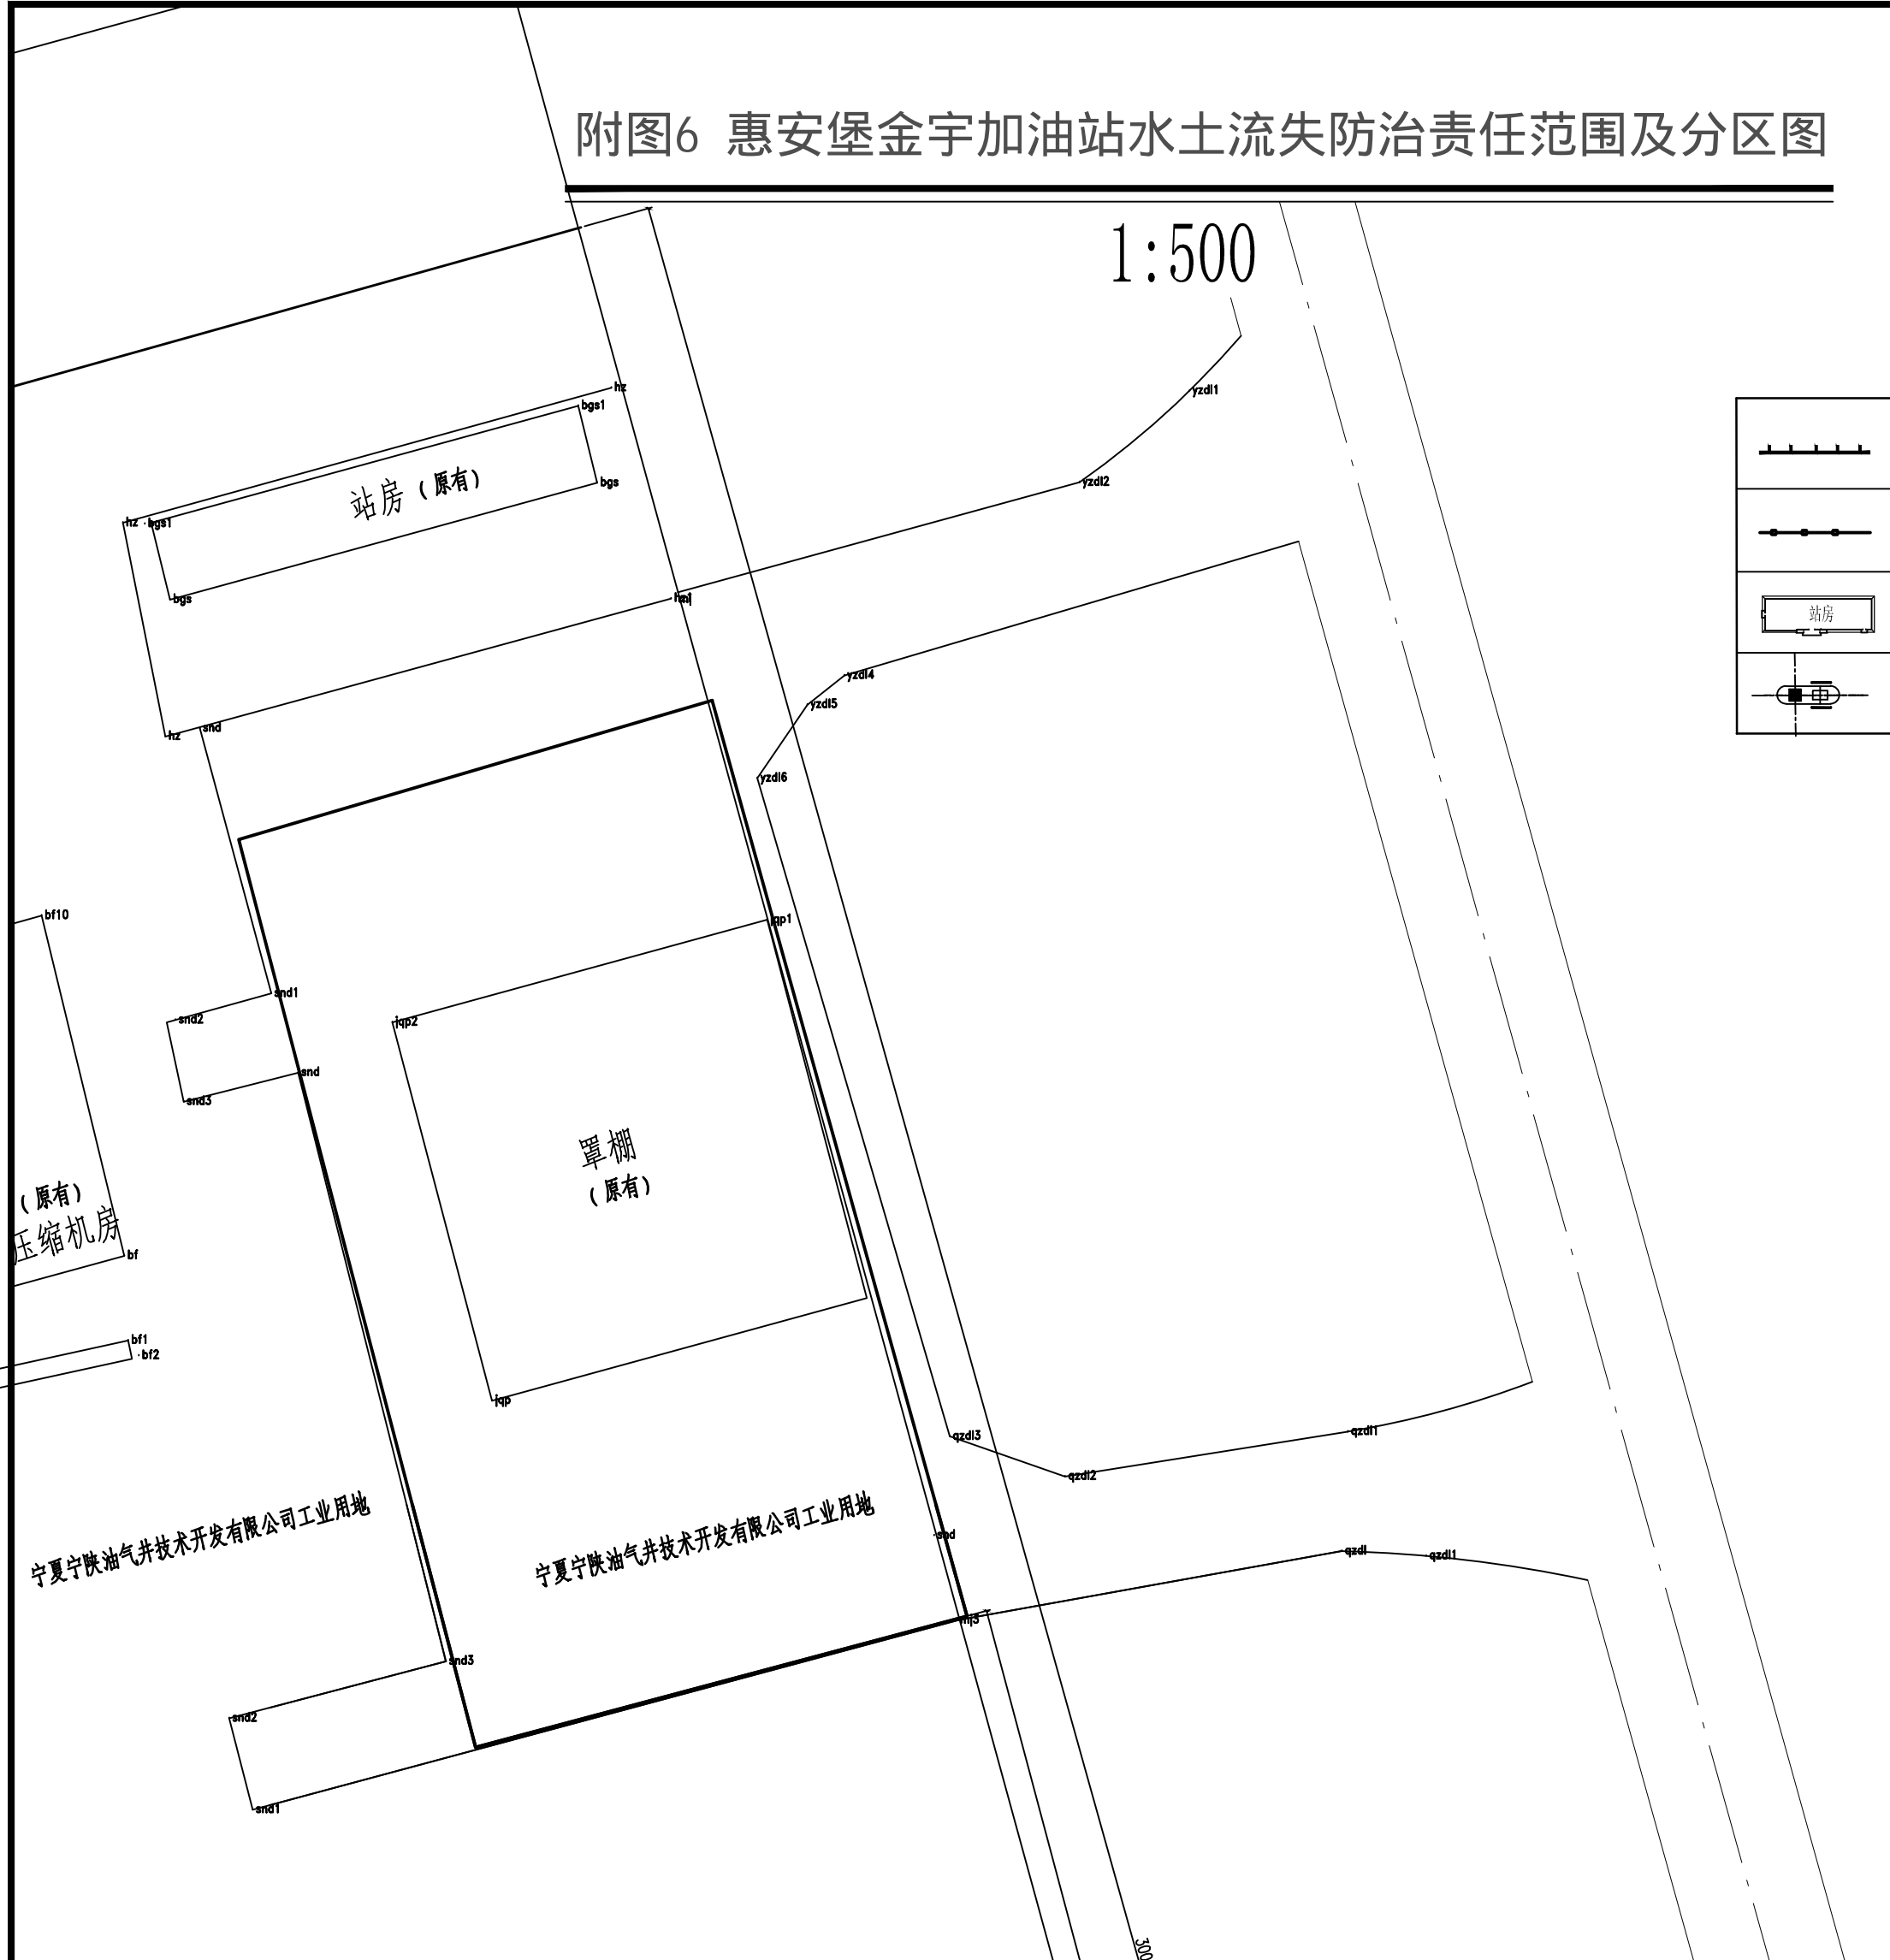 附图6 惠安堡金宇加油站水土流失防治责任范围及分区图
1:500
yzdl1
hz
bgs1
站房（原有）
bgs
yzdl2
hz
bgs1
bgs
站房
yzdl4
yzdl5
hz
snd
yzdl6
bf10
jqp1
snd1
snd2
jqp2
snd
snd3
罩棚
（原有）
（原有）
压缩机房
bf
bf1
bf2
jqp
qzdl3
qzdl1
qzdl2
宁夏宁陕油气井技术开发有限公司工业用地
宁夏宁陕油气井技术开发有限公司工业用地
snd
qzdl
qzdl1
snd3
snd2
snd1
300